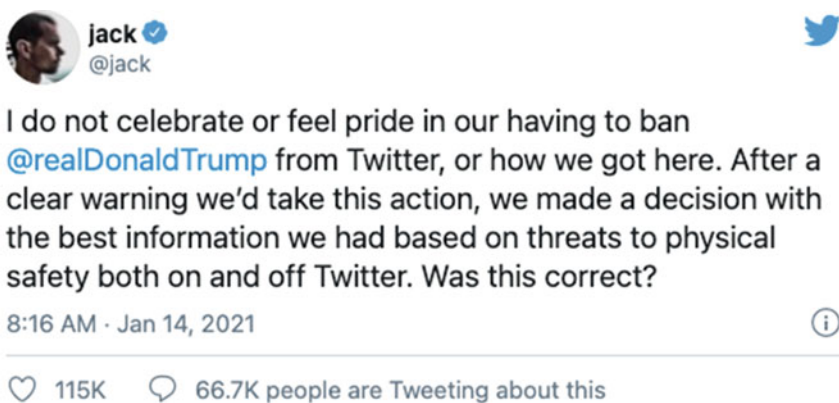 jack
@jack
I do not celebrate or feel pride in our having to ban
@realDonaldTrump from Twitter, or how we got here. After a
clear warning we’d take this action, we made a decision with
the best information we had based on threats to physical
safety both on and off Twitter. Was this correct?
8:16 AM · Jan 14, 2021
115K 66.7K people are Tweeting about this